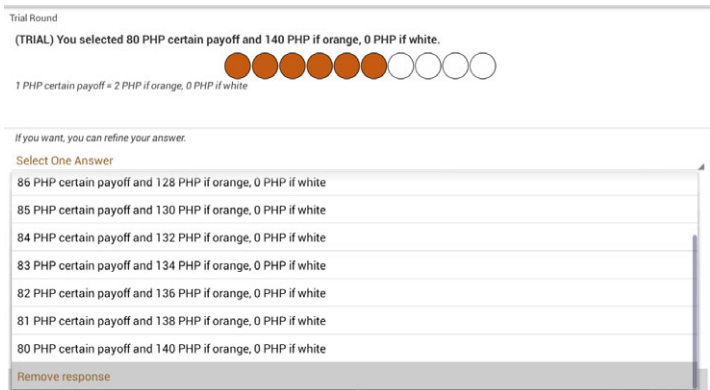 Trial Round
(TRIAL) You selected 80 PHP certain payoff and 140 PHP if orange, 0 PHP if white.
1 PHP certain payoff = 2 PHP if orange, 0 PHP if white
If you want, you can refine your answer.
Select One Answer
86 PHP certain payoff and 128 PHP if orange, 0 PHP if white
85 PHP certain payoff and 130 PHP if orange, 0 PHP if white
84 PHP certain payoff and 132 PHP if orange, 0 PHP if white
83 PHP certain payoff and 134 PHP if orange, 0 PHP if white
82 PHP certain payoff and 136 PHP if orange, 0 PHP if white
81 PHP certain payoff and 138 PHP if orange, 0 PHP if white
80 PHP certain payoff and 140 PHP if orange, 0 PHP if white
Remove response